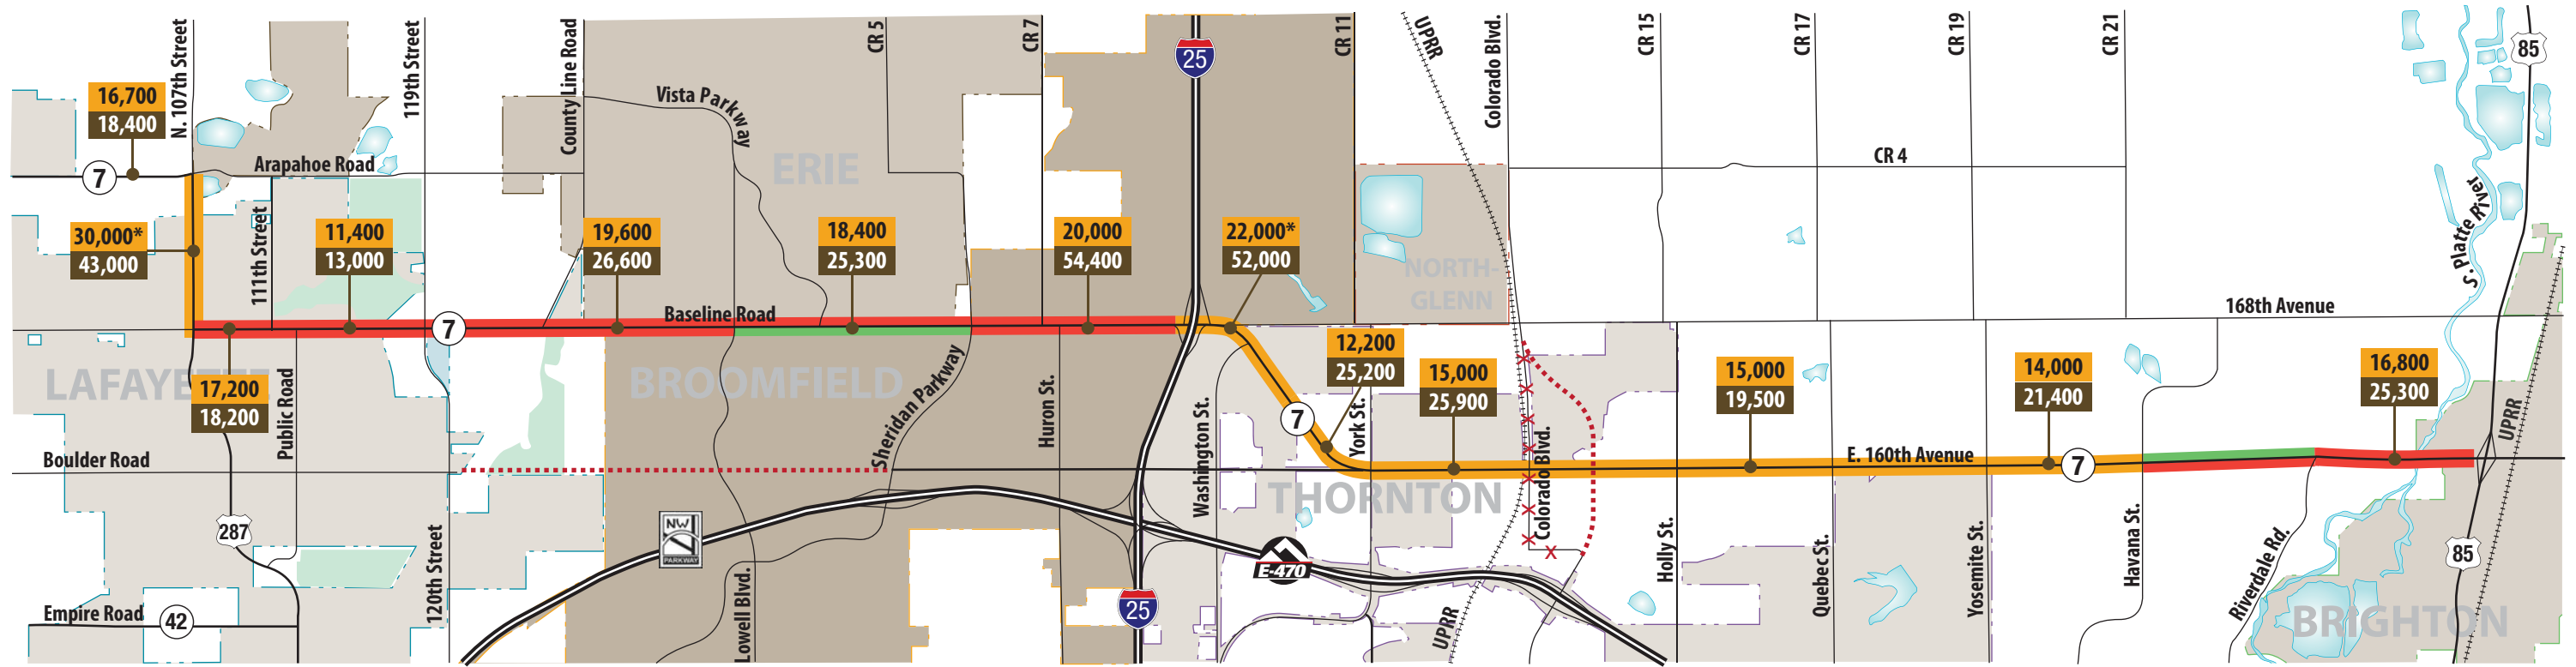 N. 107th Street
119th Street
County Line Road
CR 5
CR 7
25
CR 11
UPRR
Colorado Blvd.
CR 15
CR 17
CR 19
CR 21
85
16,700
18,400
Vista Parkway
7
Arapahoe Road
ERIE
CR 4
S. Platte River
30,000*
43,000
111th Street
11,400
13,000
19,600
26,600
18,400
25,300
20,000
54,400
22,000*
52,000
NORTH-
GLENN
7
Baseline Road
168th Avenue
LAFAYETTE
17,200
18,200
Public Road
BROOMFIELD
Sheridan Parkway
Huron St.
Washington St.
7
12,200
25,200
York St.
15,000
25,900
15,000
19,500
14,000
21,400
16,800
25,300
UPRR
Boulder Road
E. 160th Avenue
7
THORNTON
Colorado Blvd.
287
120th Street
NW
PARKWAY
Lowell Blvd.
E-470
Holly St.
Quebec St.
Yosemite St.
Havana St.
Riverdale Rd.
85
Empire Road
42
25
UPRR
BRIGHTON